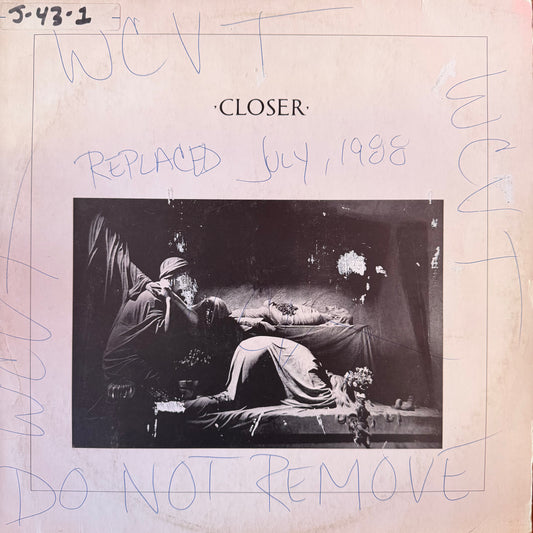 J-43-1
WCVT
·CLOSER·
WCVT
REPLACED JULY, 1988
WCVT
DO NOT REMOVE